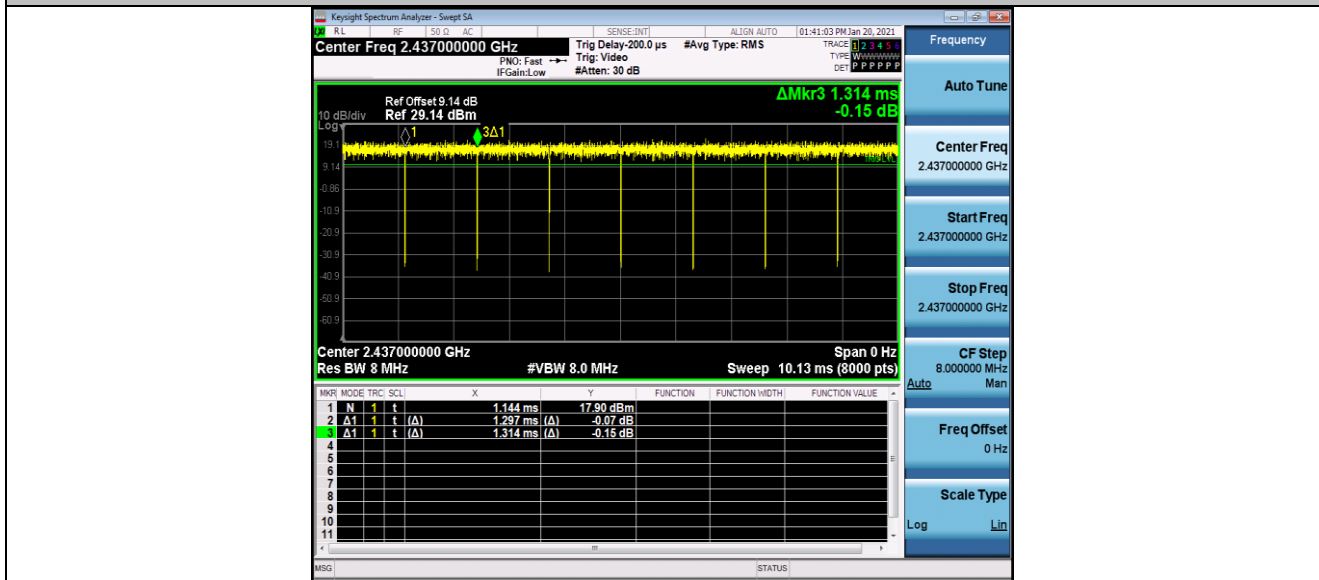 Keysight Spectrum Analyzer - Swept SA
RL RF 50 Ω AC SENSE:INT ALIGN AUTO 01:41:03 PM Jan 20, 2021
Center Freq 2.437000000 GHz
PNO: Fast
IFGain:Low
Trig Delay-200.0 µs
Trig: Video
#Atten: 30 dB
#Avg Type: RMS
TRACE 1 2 3 4 5 6
TYPE WWWWWW
DET P P P P P P
ΔMkr3 1.314 ms
-0.15 dB
Ref Offset 9.14 dB
10 dB/div Ref 29.14 dBm
Log
1
3Δ1
19.1
TRIG LVL
9.14
-0.86
-10.9
-20.9
-30.9
-40.9
-50.9
-60.9
Center 2.437000000 GHz Span 0 Hz
Res BW 8 MHz #VBW 8.0 MHz Sweep 10.13 ms (8000 pts)
MKR MODE TRC SCL X Y FUNCTION FUNCTION WIDTH FUNCTION VALUE
1 N 1 t 1.144 ms 17.90 dBm
2 Δ1 1 t (Δ) 1.297 ms (Δ) -0.07 dB
3 Δ1 1 t (Δ) 1.314 ms (Δ) -0.15 dB
4
5
6
7
8
9
10
11
MSG STATUS
Frequency
Auto Tune
Center Freq
2.437000000 GHz
Start Freq
2.437000000 GHz
Stop Freq
2.437000000 GHz
CF Step
8.000000 MHz
Auto Man
Freq Offset
0 Hz
Scale Type
Log Lin